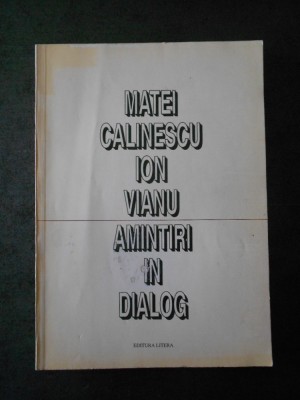 MATEI
CALINESCU
ION
VIANU
AMINTIRI
IN
DIALOG
EDITURA LITERA